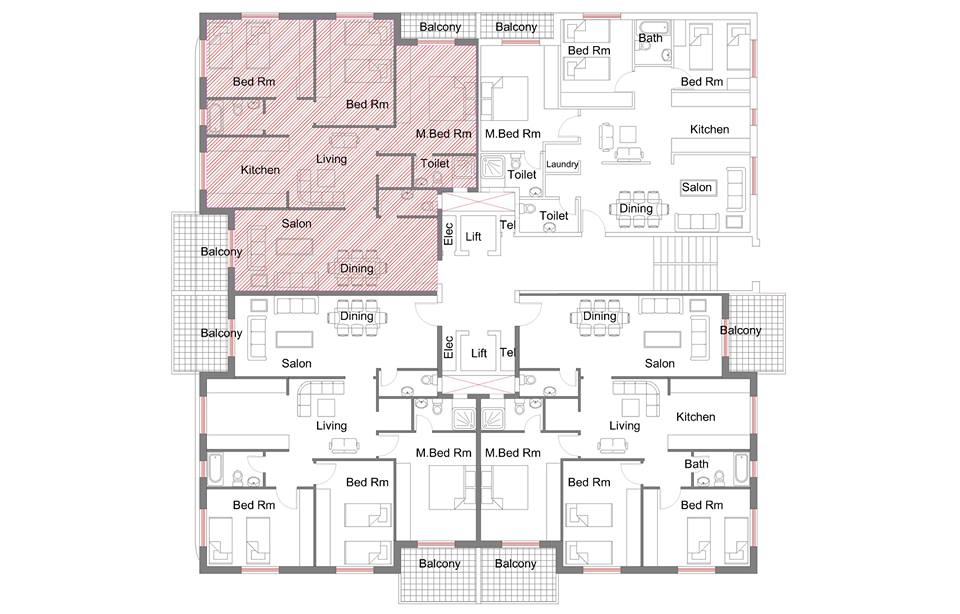 Balcony
Balcony
Bed Rm
Bath
Bed Rm
Bed Rm
Bed Rm
M.Bed Rm
M.Bed Rm
Kitchen
Living
Kitchen
Toilet
Toilet
Laundry
Salon
Dining
Toilet
Salon
Elec
Lift
Tel
Balcony
Dining
Balcony
Dining
Salon
Elec
Lift
Tel
Dining
Salon
Balcony
Living
M.Bed Rm
M.Bed Rm
Living
Kitchen
Bath
Bed Rm
Bed Rm
Bed Rm
Bed Rm
Balcony
Balcony